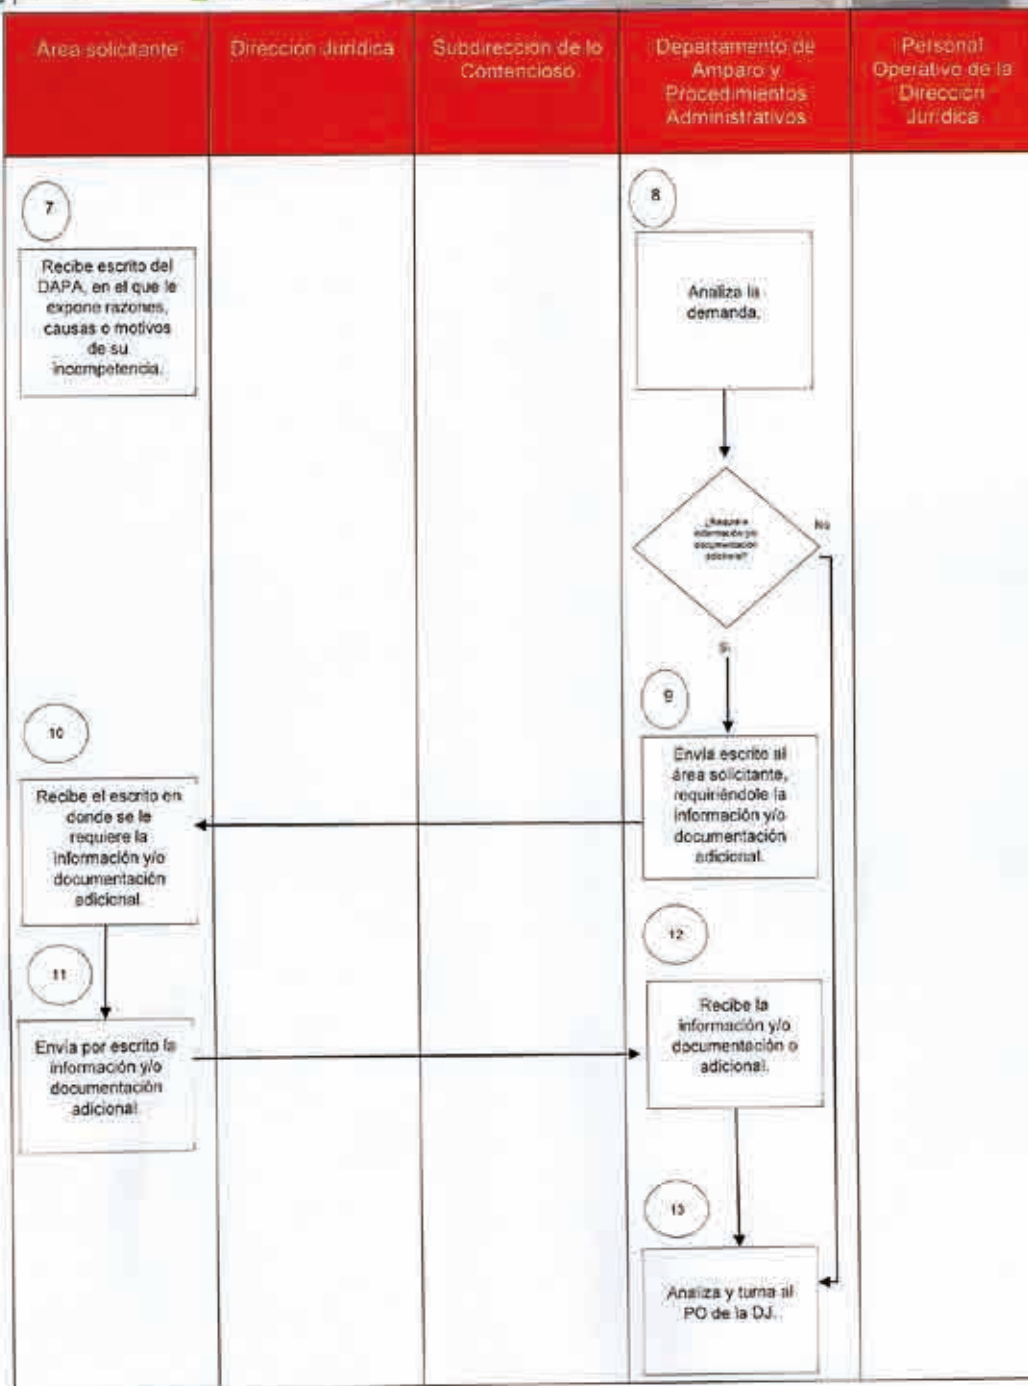 Area solicitante
Dirección Jurídica
Subdirección de lo
Contencioso
Departamento de
Amparo y
Procedimientos
Administrativos
Personal
Operativo de la
Dirección
Jurídica
7
Recibe escrito del
DAPA, en el que le
expone razones,
causas o motivos
de su
incompetencia.
8
Analiza la
demanda.
¿Requiere
información y/o
documentación
adicional?
No
Si
9
Envía escrito al
área solicitante,
requiriéndole la
información y/o
documentación
adicional.
10
Recibe el escrito en
donde se le
requiere la
información y/o
documentación
adicional.
11
Envía por escrito la
información y/o
documentación
adicional.
12
Recibe la
información y/o
documentación o
adicional.
13
Analiza y turna al
PO de la DJ.